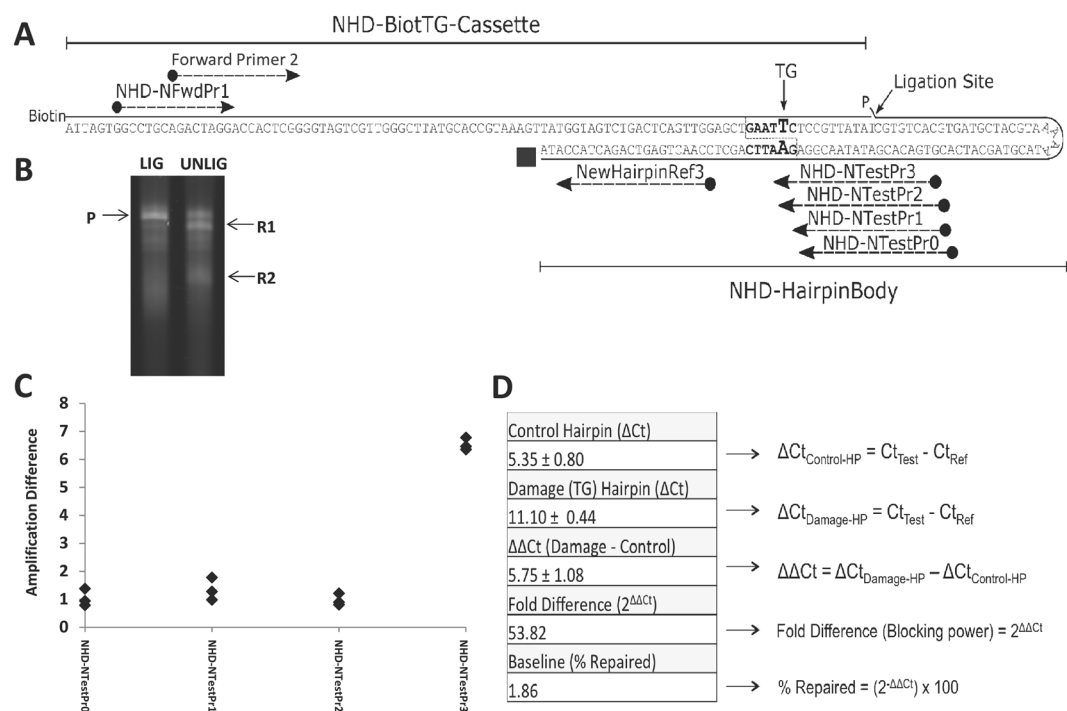 A
NHD-BiotTG-Cassette
Forward Primer 2
NHD-NFwdPr1
TG
P
Ligation Site
Biotin
ATTAGTGGCCTGCAGACTAGGACCACTCGGGGTAGTCGTTGGGCTTATGCACCGTAAAGTTATGGTAGTCTGACTCAGTTGGAGCTGAATTCTCCGTTATATCGTGTCACGTGATGCTACGTA
ATACCATCAGACTGAGTCAACCTCGACTTAAGAGGCAATATAGCACAGTGCACTACGATGCAT
NewHairpinRef3
NHD-NTestPr3
NHD-NTestPr2
NHD-NTestPr1
NHD-NTestPr0
NHD-HairpinBody
B
LIG UNLIG
P
R1
R2
C
Amplification Difference
8
7
6
5
4
3
2
1
0
NHD-NTestPr0
NHD-NTestPr1
NHD-NTestPr2
NHD-NTestPr3
D
Control Hairpin (ΔCt)
5.35 ± 0.80
ΔCtControl-HP = CtTest - CtRef
Damage (TG) Hairpin (ΔCt)
11.10 ± 0.44
ΔCtDamage-HP = CtTest - CtRef
ΔΔCt (Damage - Control)
5.75 ± 1.08
ΔΔCt = ΔCtDamage-HP – ΔCtControl-HP
Fold Difference (2^ΔΔCt)
53.82
Fold Difference (Blocking power) = 2^ΔΔCt
Baseline (% Repaired)
1.86
% Repaired = (2^-ΔΔCt) x 100